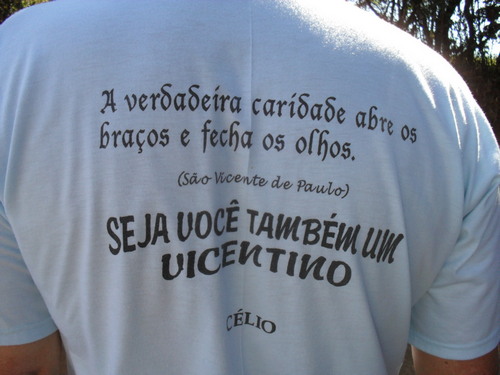 A verdadeira caridade abre os
braços e fecha os olhos.
(São Vicente de Paulo)
SEJA VOCÊ TAMBÉM UM
VICENTINO
CÉLIO